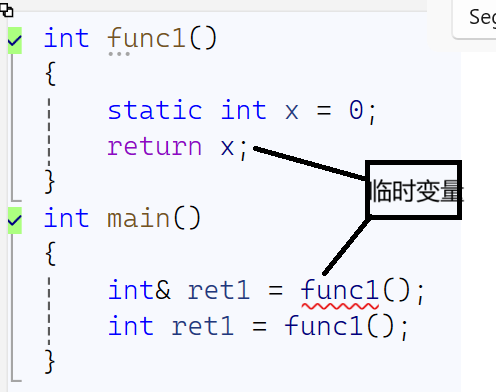 Seg
int func1()
{
static int x = 0;
return x;
}
临时变量
int main()
{
int& ret1 = func1();
int ret1 = func1();
}